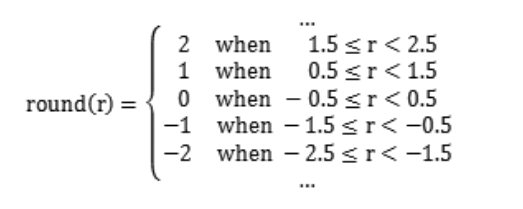 ...
2 when 1.5 ≤ r < 2.5
1 when 0.5 ≤ r < 1.5
round(r) = 0 when − 0.5 ≤ r < 0.5
−1 when − 1.5 ≤ r < −0.5
−2 when − 2.5 ≤ r < −1.5
...